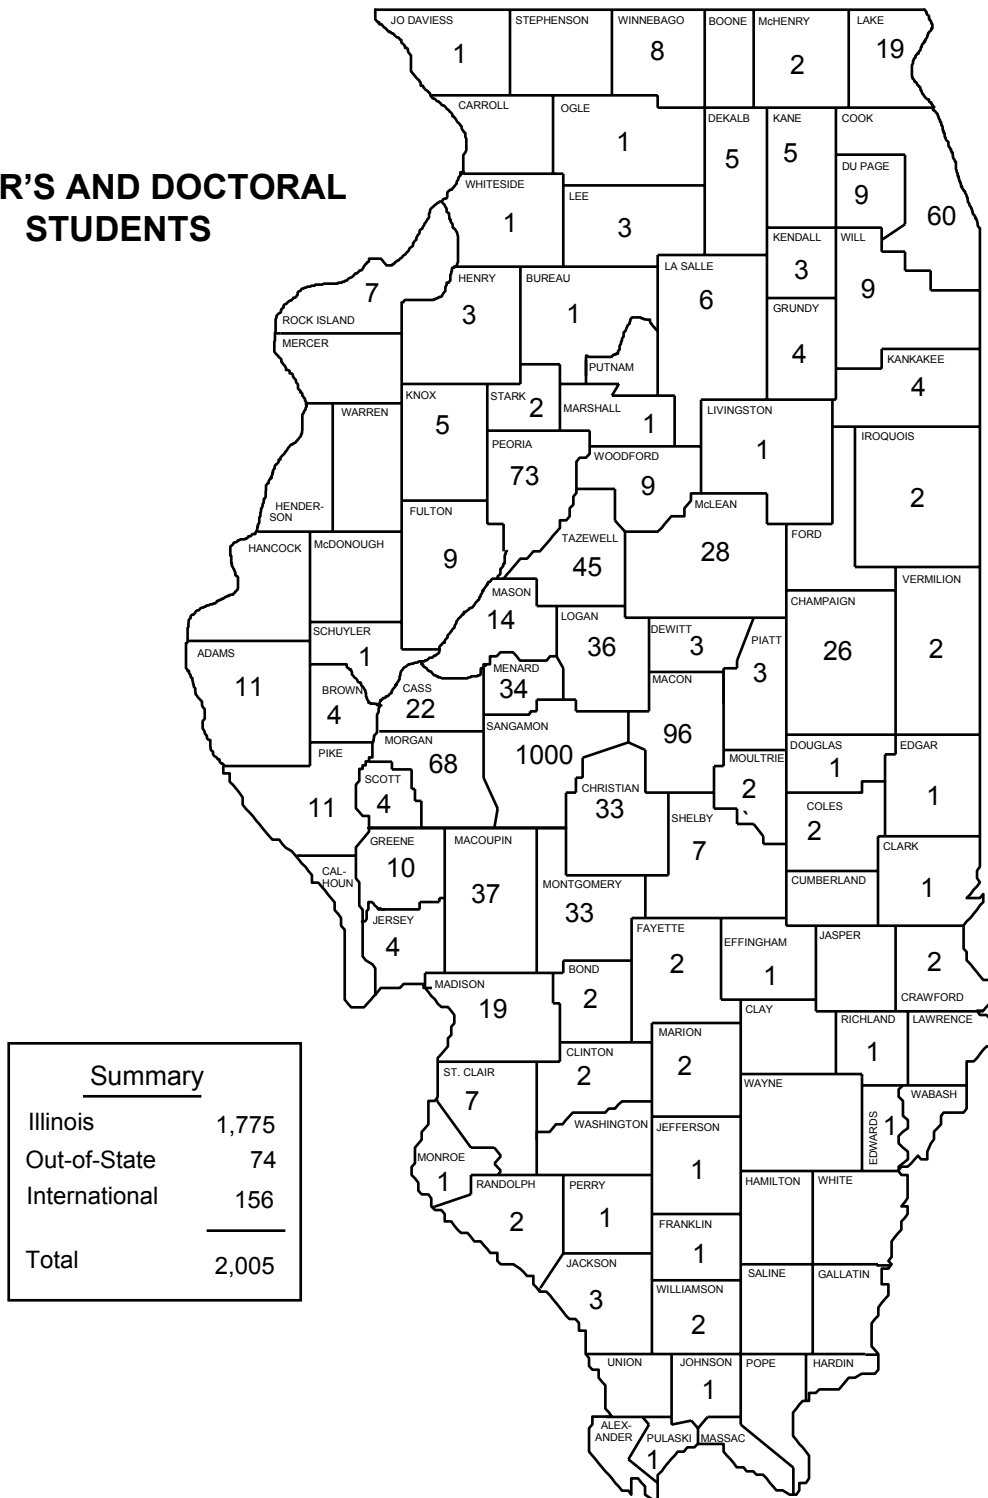 R'S AND DOCTORAL
STUDENTS
JO DAVIESS
1
STEPHENSON
WINNEBAGO
8
BOONE
McHENRY
2
LAKE
19
CARROLL
OGLE
1
DEKALB
5
KANE
5
COOK
60
DU PAGE
9
WHITESIDE
1
LEE
3
KENDALL
3
WILL
9
ROCK ISLAND
7
HENRY
3
BUREAU
1
LA SALLE
6
GRUNDY
4
MERCER
PUTNAM
KANKAKEE
4
WARREN
KNOX
5
STARK
2
MARSHALL
1
LIVINGSTON
1
IROQUOIS
2
HENDER-
SON
PEORIA
73
WOODFORD
9
McLEAN
28
FORD
HANCOCK
McDONOUGH
FULTON
9
TAZEWELL
45
VERMILION
2
MASON
14
LOGAN
36
DEWITT
3
PIATT
3
CHAMPAIGN
26
ADAMS
11
SCHUYLER
1
BROWN
4
CASS
22
MENARD
34
MACON
96
SANGAMON
1000
PIKE
11
MORGAN
68
SCOTT
4
CHRISTIAN
33
MOULTRIE
2
DOUGLAS
1
EDGAR
1
COLES
2
SHELBY
7
CLARK
1
CAL-
HOUN
GREENE
10
MACOUPIN
37
MONTGOMERY
33
CUMBERLAND
JERSEY
4
FAYETTE
2
EFFINGHAM
1
JASPER
2
CRAWFORD
MADISON
19
BOND
2
CLAY
RICHLAND
1
LAWRENCE
MARION
2
CLINTON
2
ST. CLAIR
7
WAYNE
EDWARDS
1
WABASH
WASHINGTON
JEFFERSON
1
MONROE
1
RANDOLPH
2
PERRY
1
HAMILTON
WHITE
FRANKLIN
1
JACKSON
3
WILLIAMSON
2
SALINE
GALLATIN
UNION
JOHNSON
1
POPE
HARDIN
ALEX-
ANDER
PULASKI
1
MASSAC
Summary
Illinois 1,775
Out-of-State 74
International 156
Total 2,005